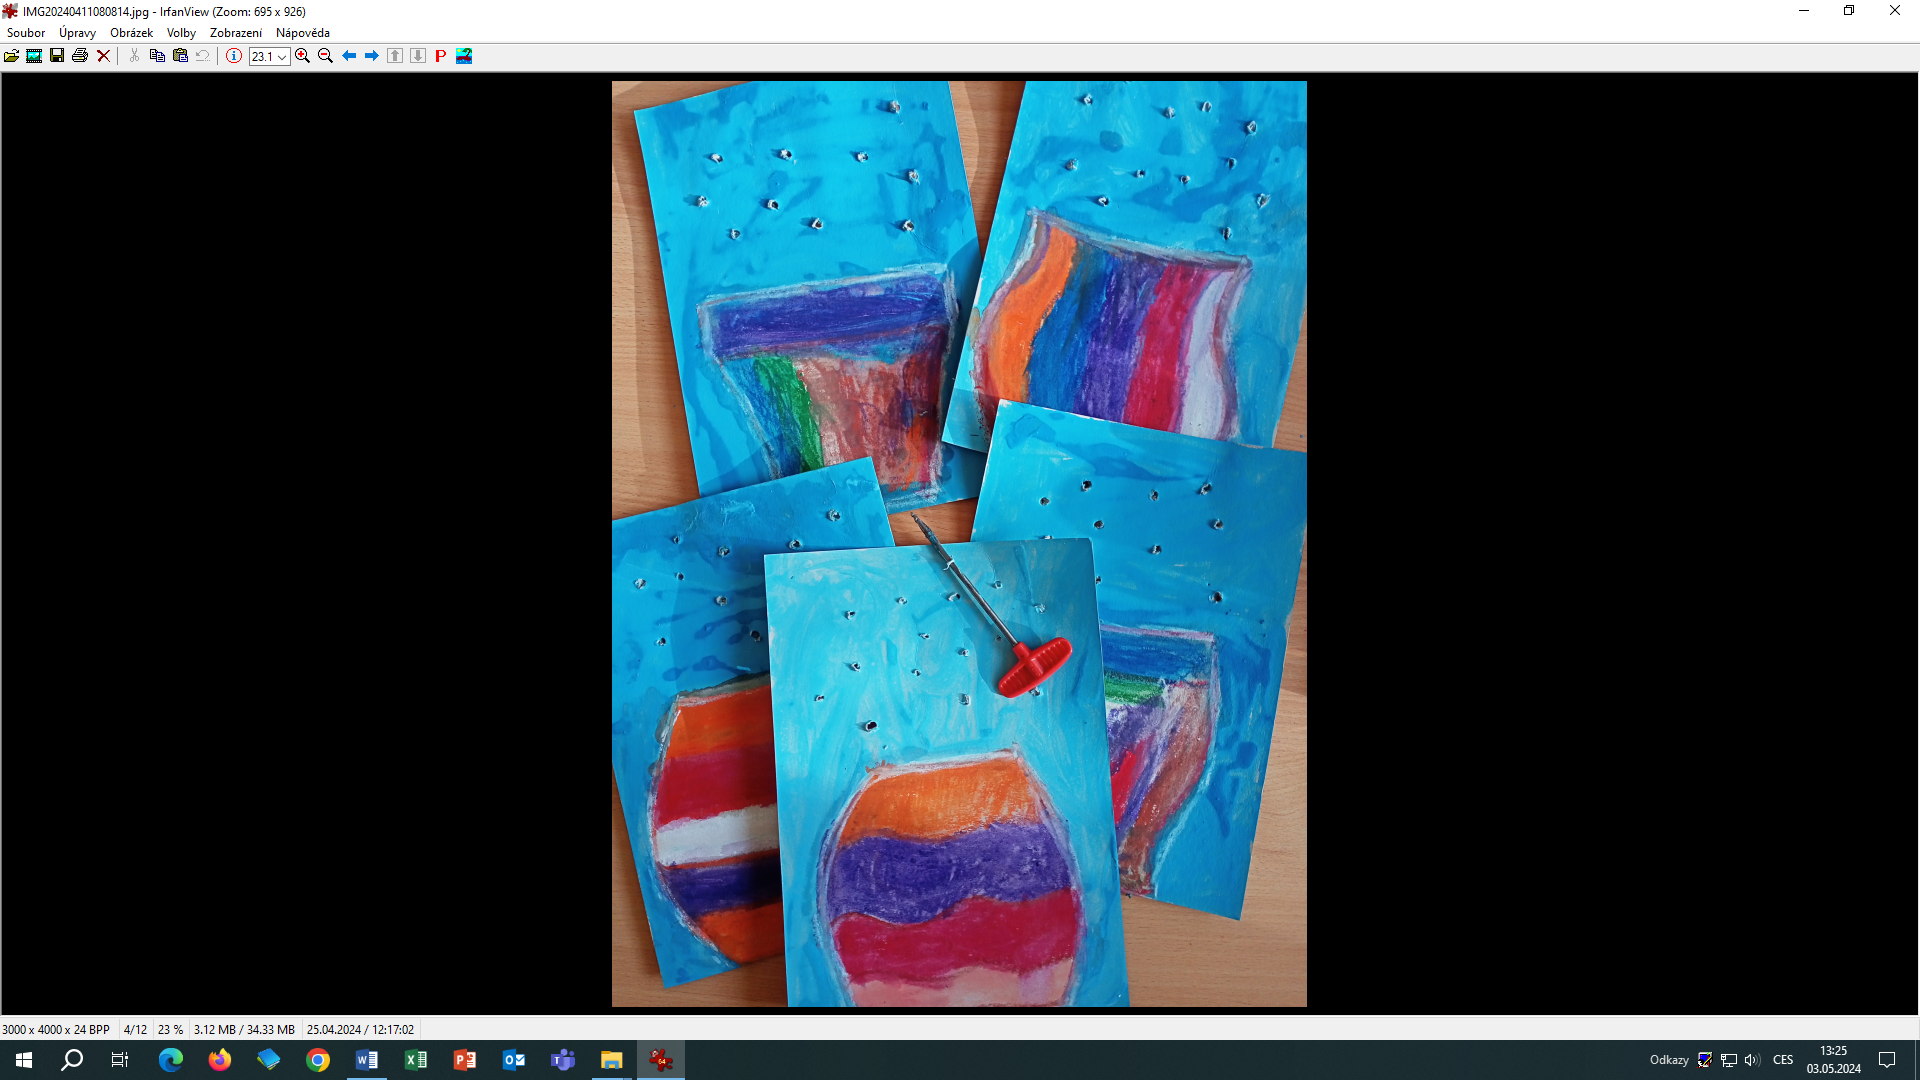 IMG20240411080814.jpg - IrfanView (Zoom: 695 x 926)
Soubor Úpravy Obrázek Volby Zobrazení Nápověda
23.1
3000 x 4000 x 24 BPP 4/12 23 % 3.12 MB / 34.33 MB 25.04.2024 / 12:17:02
Odkazy CES 13:25
03.05.2024